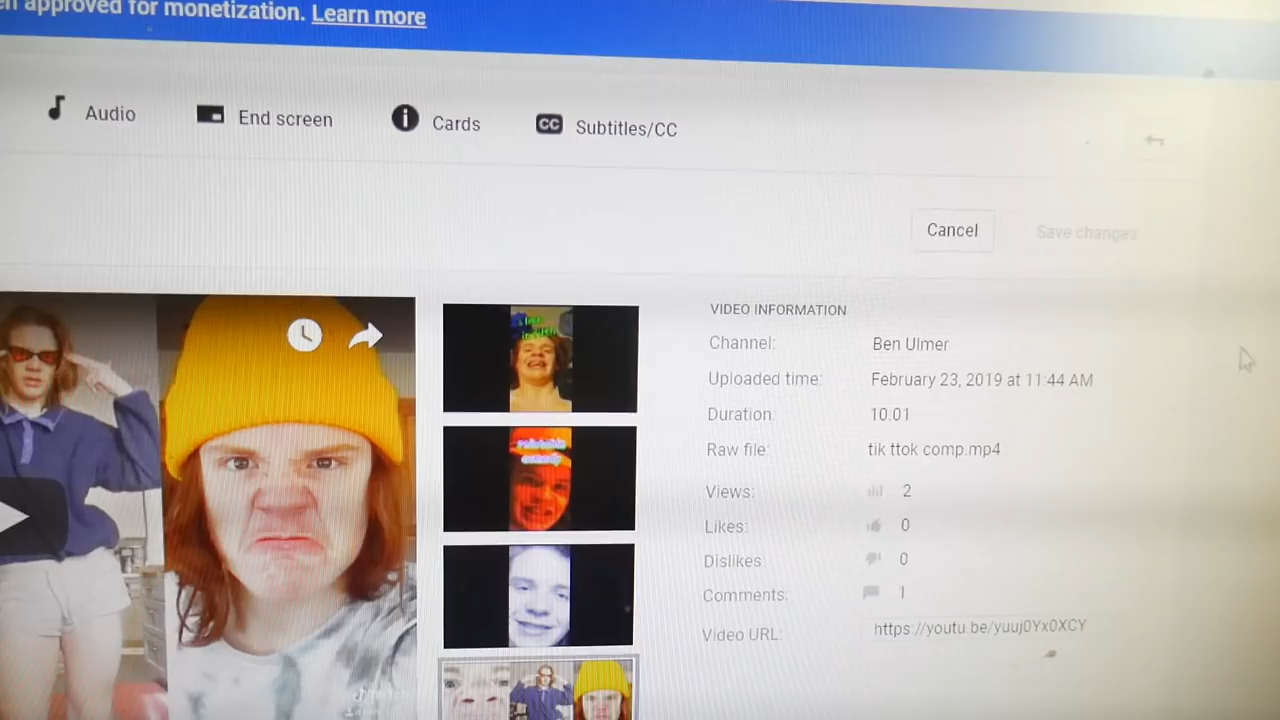 approved for monetization. Learn more
Audio
End screen
Cards
CC Subtitles/CC
Cancel
Save changes
VIDEO INFORMATION
Channel: Ben Ulmer
Uploaded time: February 23, 2019 at 11:44 AM
Duration: 10:01
Raw file: tik ttok comp.mp4
Views: 2
Likes: 0
Dislikes: 0
Comments: 1
Video URL: https://youtu.be/yuuj0Yx0XCY